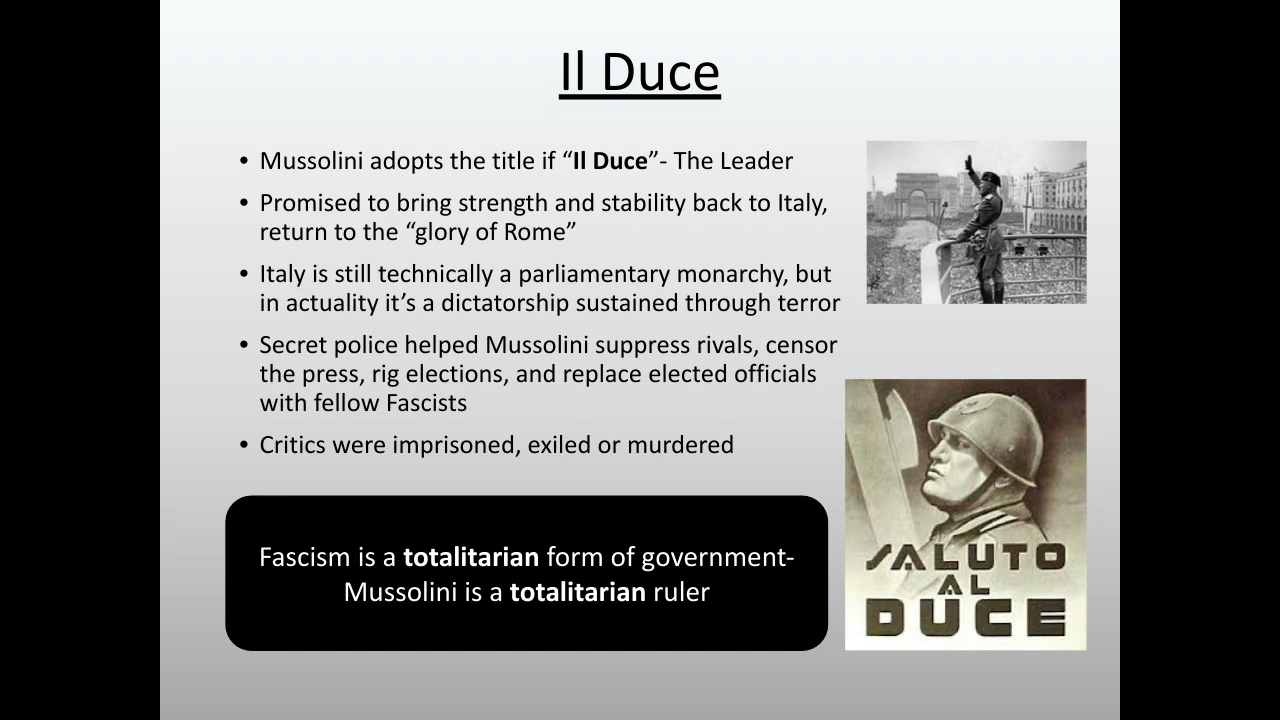 Il Duce
• Mussolini adopts the title if “Il Duce”- The Leader
• Promised to bring strength and stability back to Italy,
return to the “glory of Rome”
• Italy is still technically a parliamentary monarchy, but
in actuality it’s a dictatorship sustained through terror
• Secret police helped Mussolini suppress rivals, censor
the press, rig elections, and replace elected officials
with fellow Fascists
• Critics were imprisoned, exiled or murdered
Fascism is a totalitarian form of government-
Mussolini is a totalitarian ruler
SALUTO
AL
DUCE